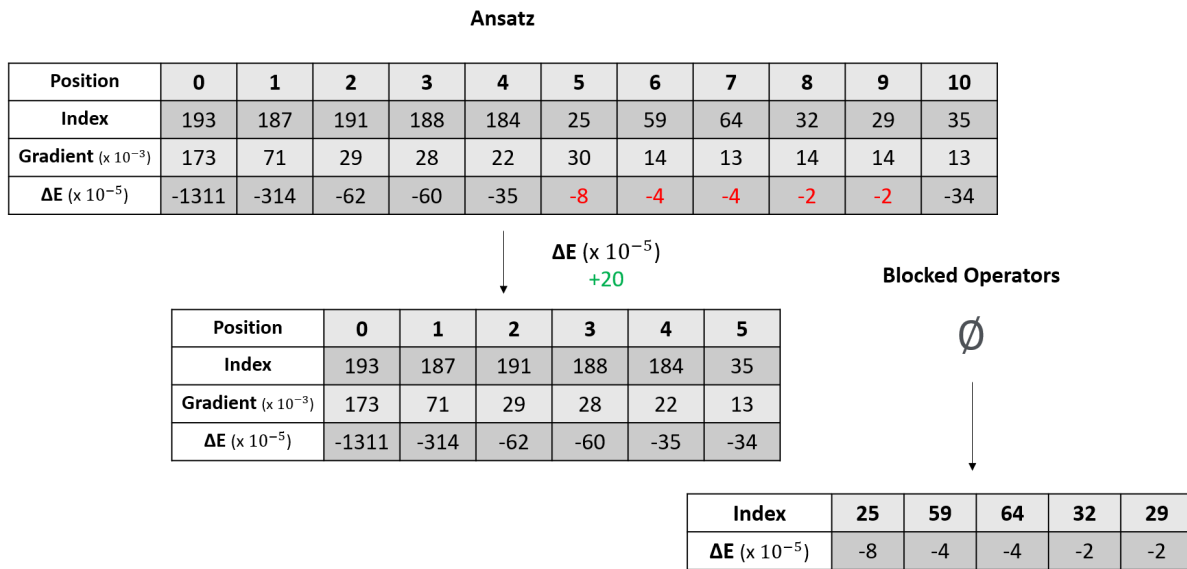 Ansatz
Position 0 1 2 3 4 5 6 7 8 9 10
Index 193 187 191 188 184 25 59 64 32 29 35
Gradient (x 10⁻³) 173 71 29 28 22 30 14 13 14 14 13
ΔE (x 10⁻⁵) -1311 -314 -62 -60 -35 -8 -4 -4 -2 -2 -34
ΔE (x 10⁻⁵)
+20
Blocked Operators
∅
Position 0 1 2 3 4 5
Index 193 187 191 188 184 35
Gradient (x 10⁻³) 173 71 29 28 22 13
ΔE (x 10⁻⁵) -1311 -314 -62 -60 -35 -34
Index 25 59 64 32 29
ΔE (x 10⁻⁵) -8 -4 -4 -2 -2